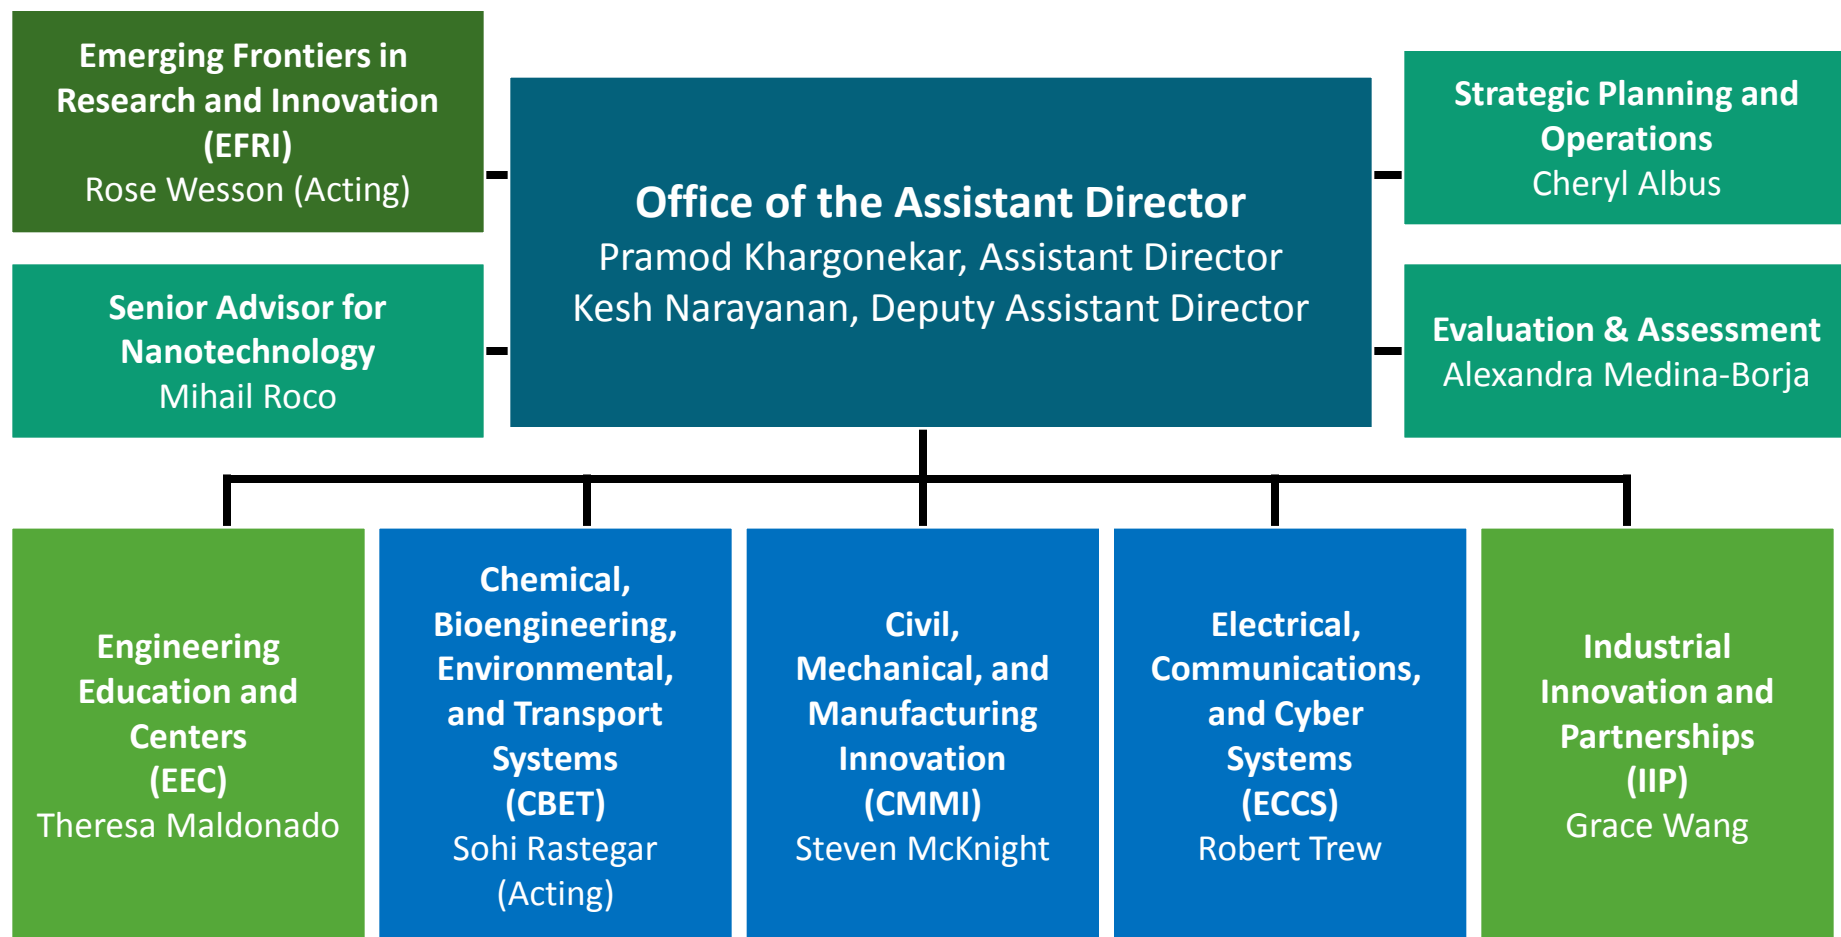 Emerging Frontiers in
Research and Innovation
(EFRI)
Rose Wesson (Acting)
Senior Advisor for
Nanotechnology
Mihail Roco
Office of the Assistant Director
Pramod Khargonekar, Assistant Director
Kesh Narayanan, Deputy Assistant Director
Strategic Planning and
Operations
Cheryl Albus
Evaluation & Assessment
Alexandra Medina-Borja
Engineering
Education and
Centers
(EEC)
Theresa Maldonado
Chemical,
Bioengineering,
Environmental,
and Transport
Systems
(CBET)
Sohi Rastegar
(Acting)
Civil,
Mechanical, and
Manufacturing
Innovation
(CMMI)
Steven McKnight
Electrical,
Communications,
and Cyber
Systems
(ECCS)
Robert Trew
Industrial
Innovation and
Partnerships
(IIP)
Grace Wang